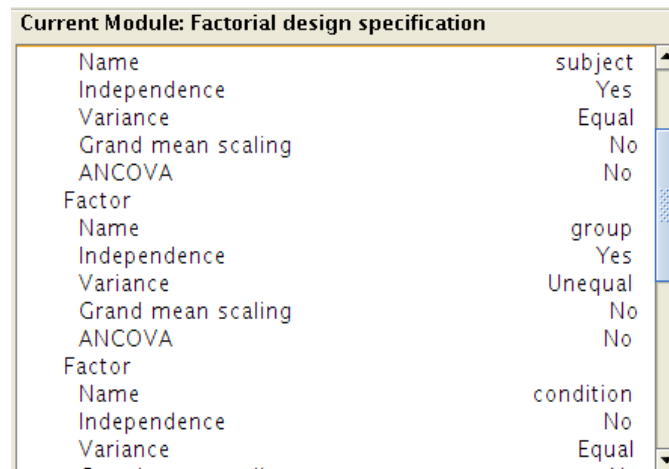 Current Module: Factorial design specification
Name subject
Independence Yes
Variance Equal
Grand mean scaling No
ANCOVA No
Factor
Name group
Independence Yes
Variance Unequal
Grand mean scaling No
ANCOVA No
Factor
Name condition
Independence No
Variance Equal